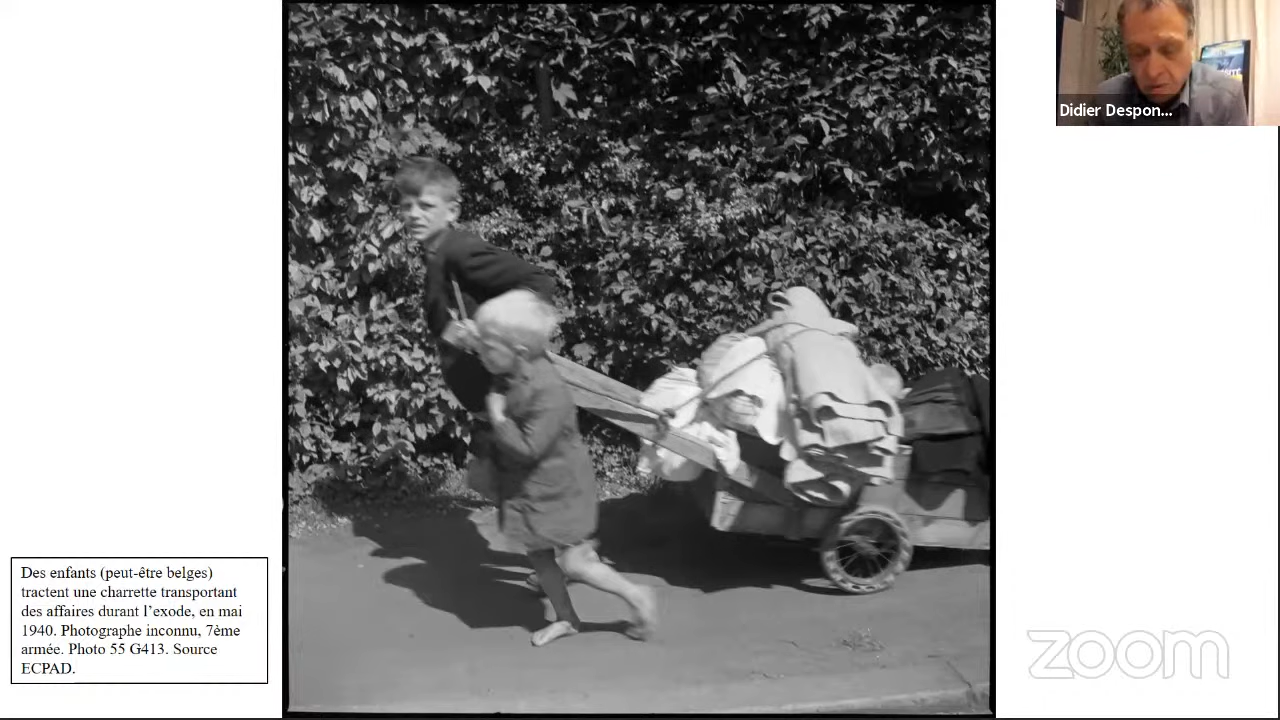 Didier Despon...
Des enfants (peut-être belges)
tractent une charrette transportant
des affaires durant l'exode, en mai
1940. Photographe inconnu, 7ème
armée. Photo 55 G413. Source
ECPAD.
zoom